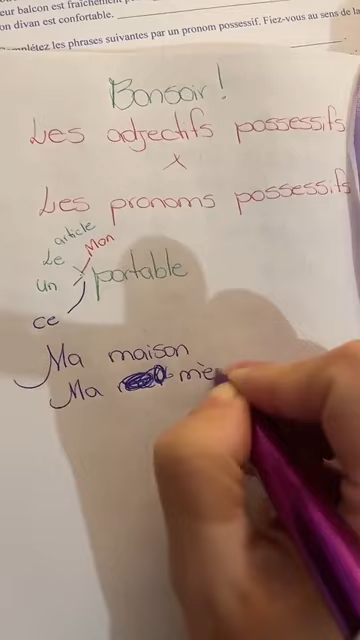 eur balcon est fraîchement
on divan est confortable.
mplétez les phrases suivantes par un pronom possessif. Fiez-vous au sens de la
Bonsoir !
Les adjectifs possessifs
x
Les pronoms possessifs
article
Le Mon
un portable
ce
Ma maison
Ma mè